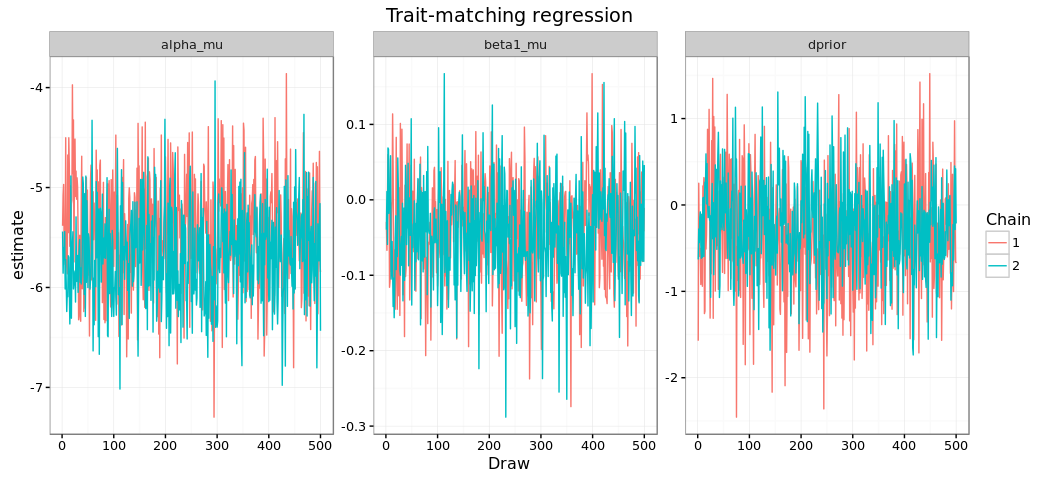 Trait-matching regression
alpha_mu beta1_mu dprior
estimate
-4
-5
-6
-7
0.1
0.0
-0.1
-0.2
-0.3
1
0
-1
-2
0 100 200 300 400 500 0 100 200 300 400 500 0 100 200 300 400 500
Draw
Chain
1
2